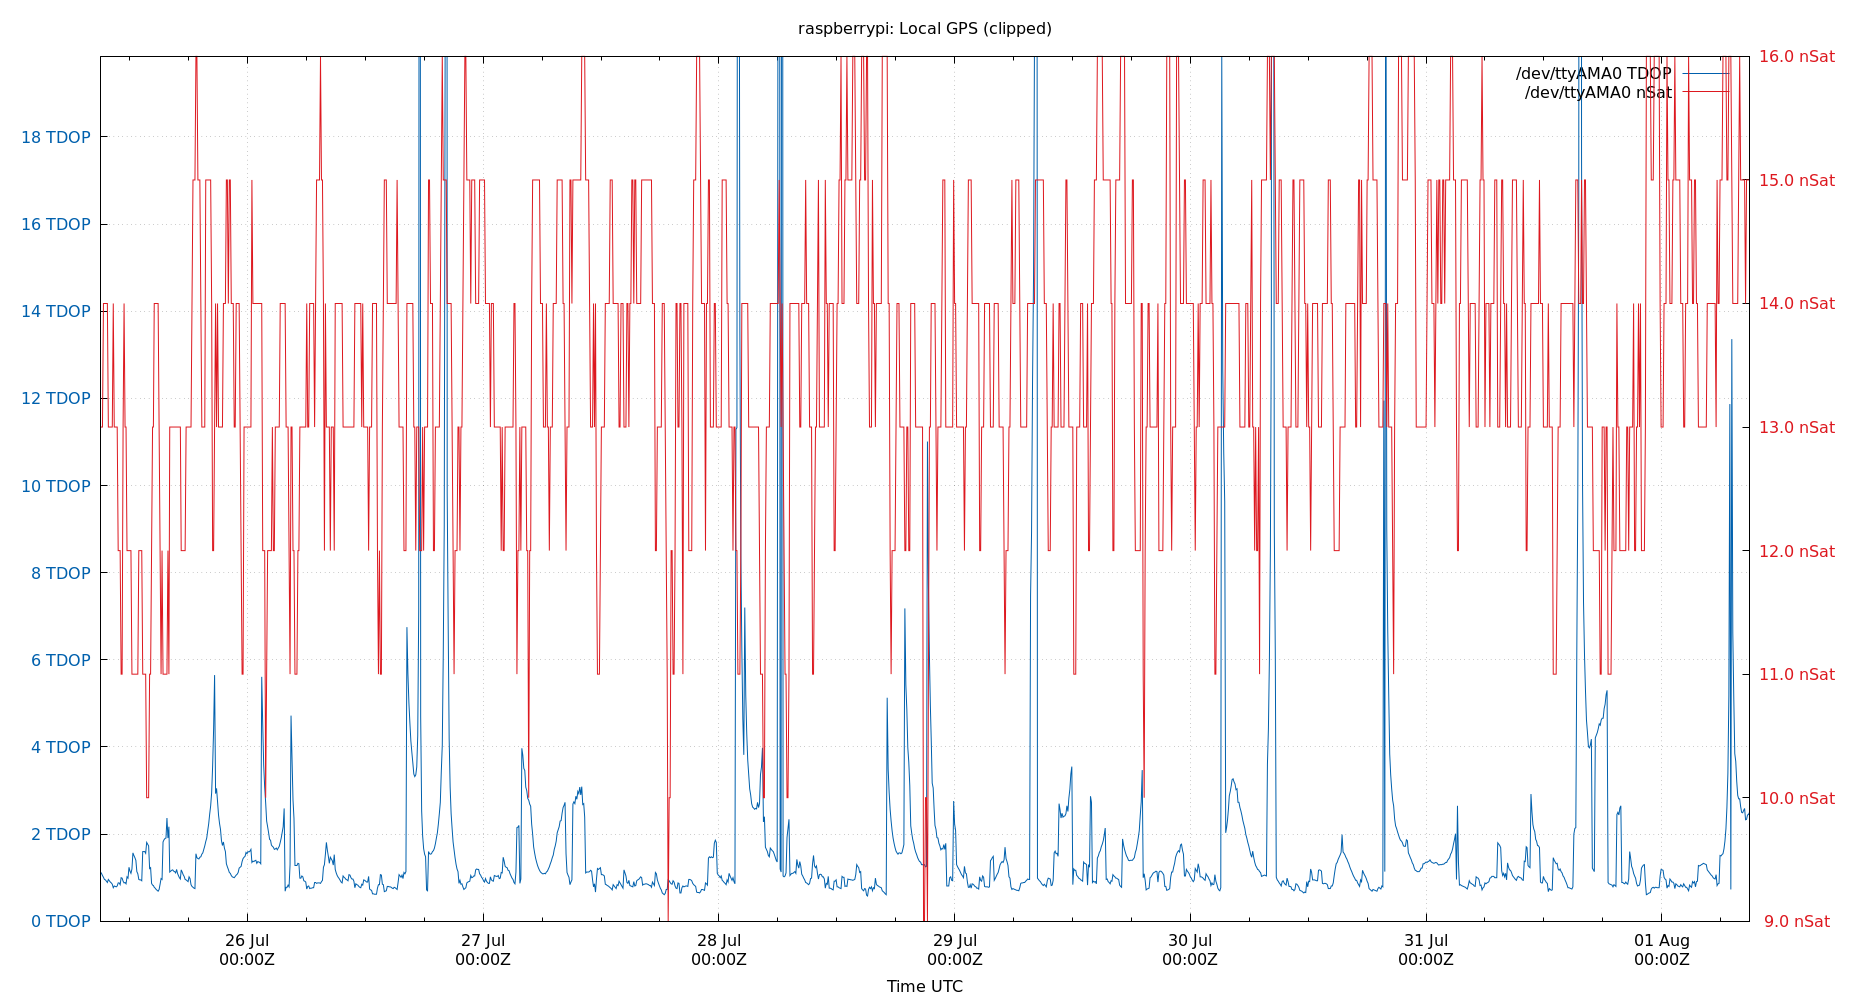 raspberrypi: Local GPS (clipped)
/dev/ttyAMA0 TDOP
/dev/ttyAMA0 nSat
18 TDOP
16 TDOP
14 TDOP
12 TDOP
10 TDOP
8 TDOP
6 TDOP
4 TDOP
2 TDOP
0 TDOP
16.0 nSat
15.0 nSat
14.0 nSat
13.0 nSat
12.0 nSat
11.0 nSat
10.0 nSat
9.0 nSat
26 Jul
00:00Z
27 Jul
00:00Z
28 Jul
00:00Z
29 Jul
00:00Z
30 Jul
00:00Z
31 Jul
00:00Z
01 Aug
00:00Z
Time UTC